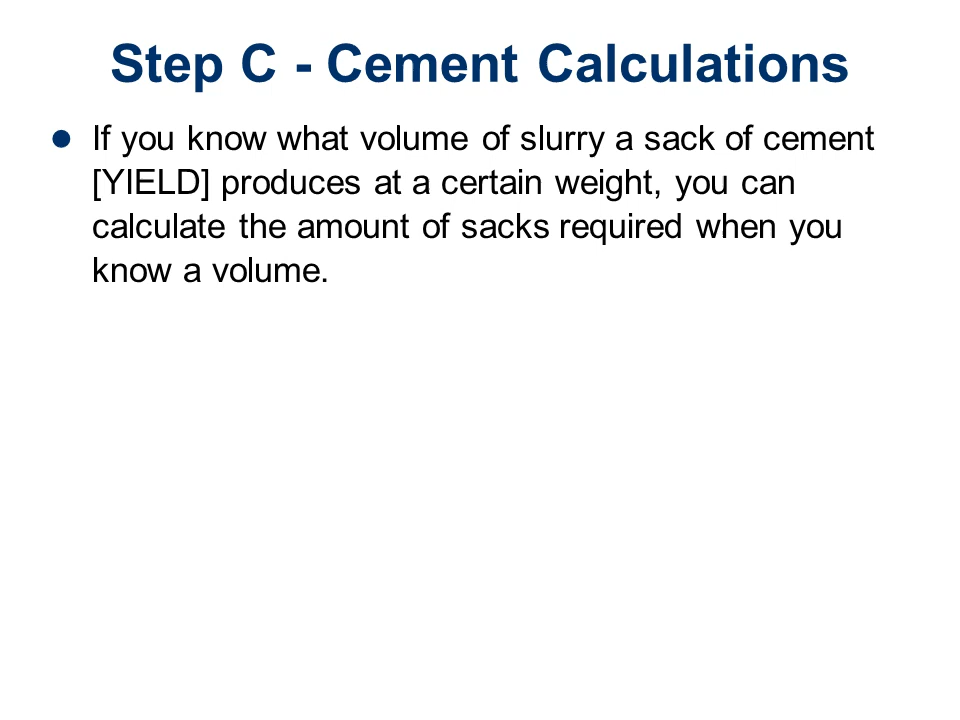 Step C - Cement Calculations
● If you know what volume of slurry a sack of cement
[YIELD] produces at a certain weight, you can
calculate the amount of sacks required when you
know a volume.